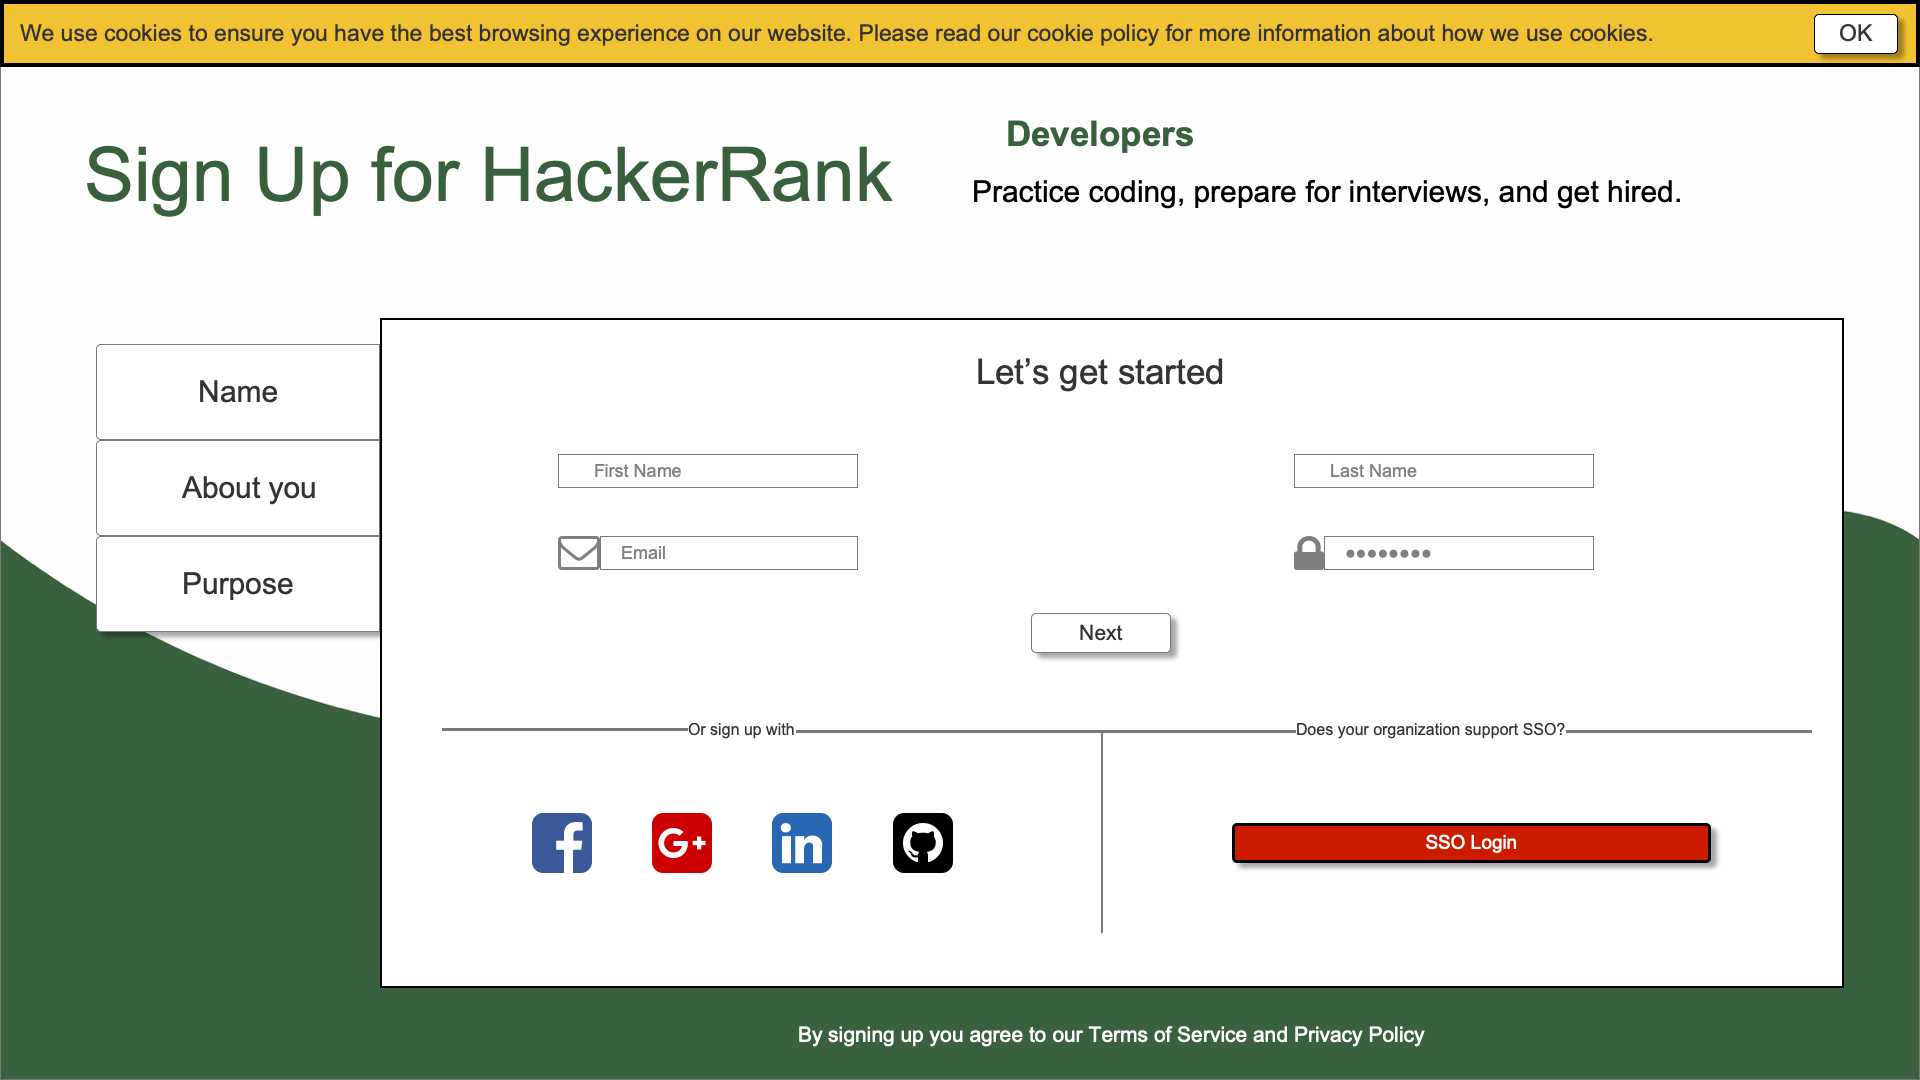 We use cookies to ensure you have the best browsing experience on our website. Please read our cookie policy for more information about how we use cookies.
OK
Sign Up for HackerRank
Developers
Practice coding, prepare for interviews, and get hired.
Name
About you
Purpose
Let’s get started
First Name
Last Name
Email
Next
Or sign up with
Does your organization support SSO?
G+
in
SSO Login
By signing up you agree to our Terms of Service and Privacy Policy